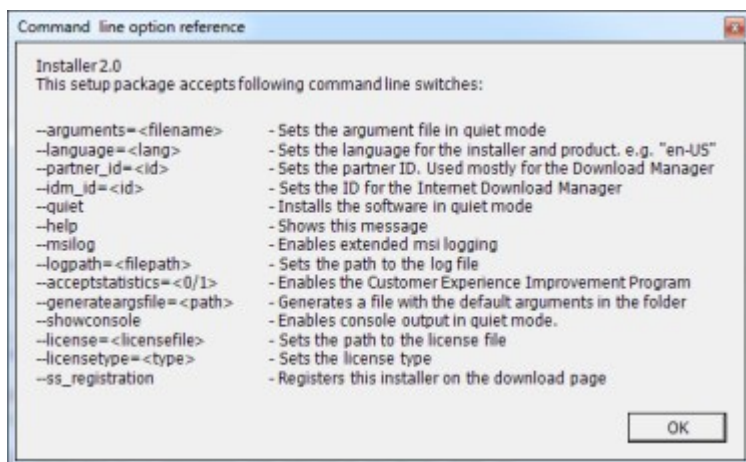 Command line option reference
Installer 2.0
This setup package accepts following command line switches:
--arguments=<filename> - Sets the argument file in quiet mode
--language=<lang> - Sets the language for the installer and product. e.g. "en-US"
--partner_id=<id> - Sets the partner ID. Used mostly for the Download Manager
--idm_id=<id> - Sets the ID for the Internet Download Manager
--quiet - Installs the software in quiet mode
--help - Shows this message
--msilog - Enables extended msi logging
--logpath=<filepath> - Sets the path to the log file
--acceptstatistics=<0/1> - Enables the Customer Experience Improvement Program
--generateargsfile=<path> - Generates a file with the default arguments in the folder
--showconsole - Enables console output in quiet mode.
--license=<licensefile> - Sets the path to the license file
--licensetype=<type> - Sets the license type
--ss_registration - Registers this installer on the download page
OK